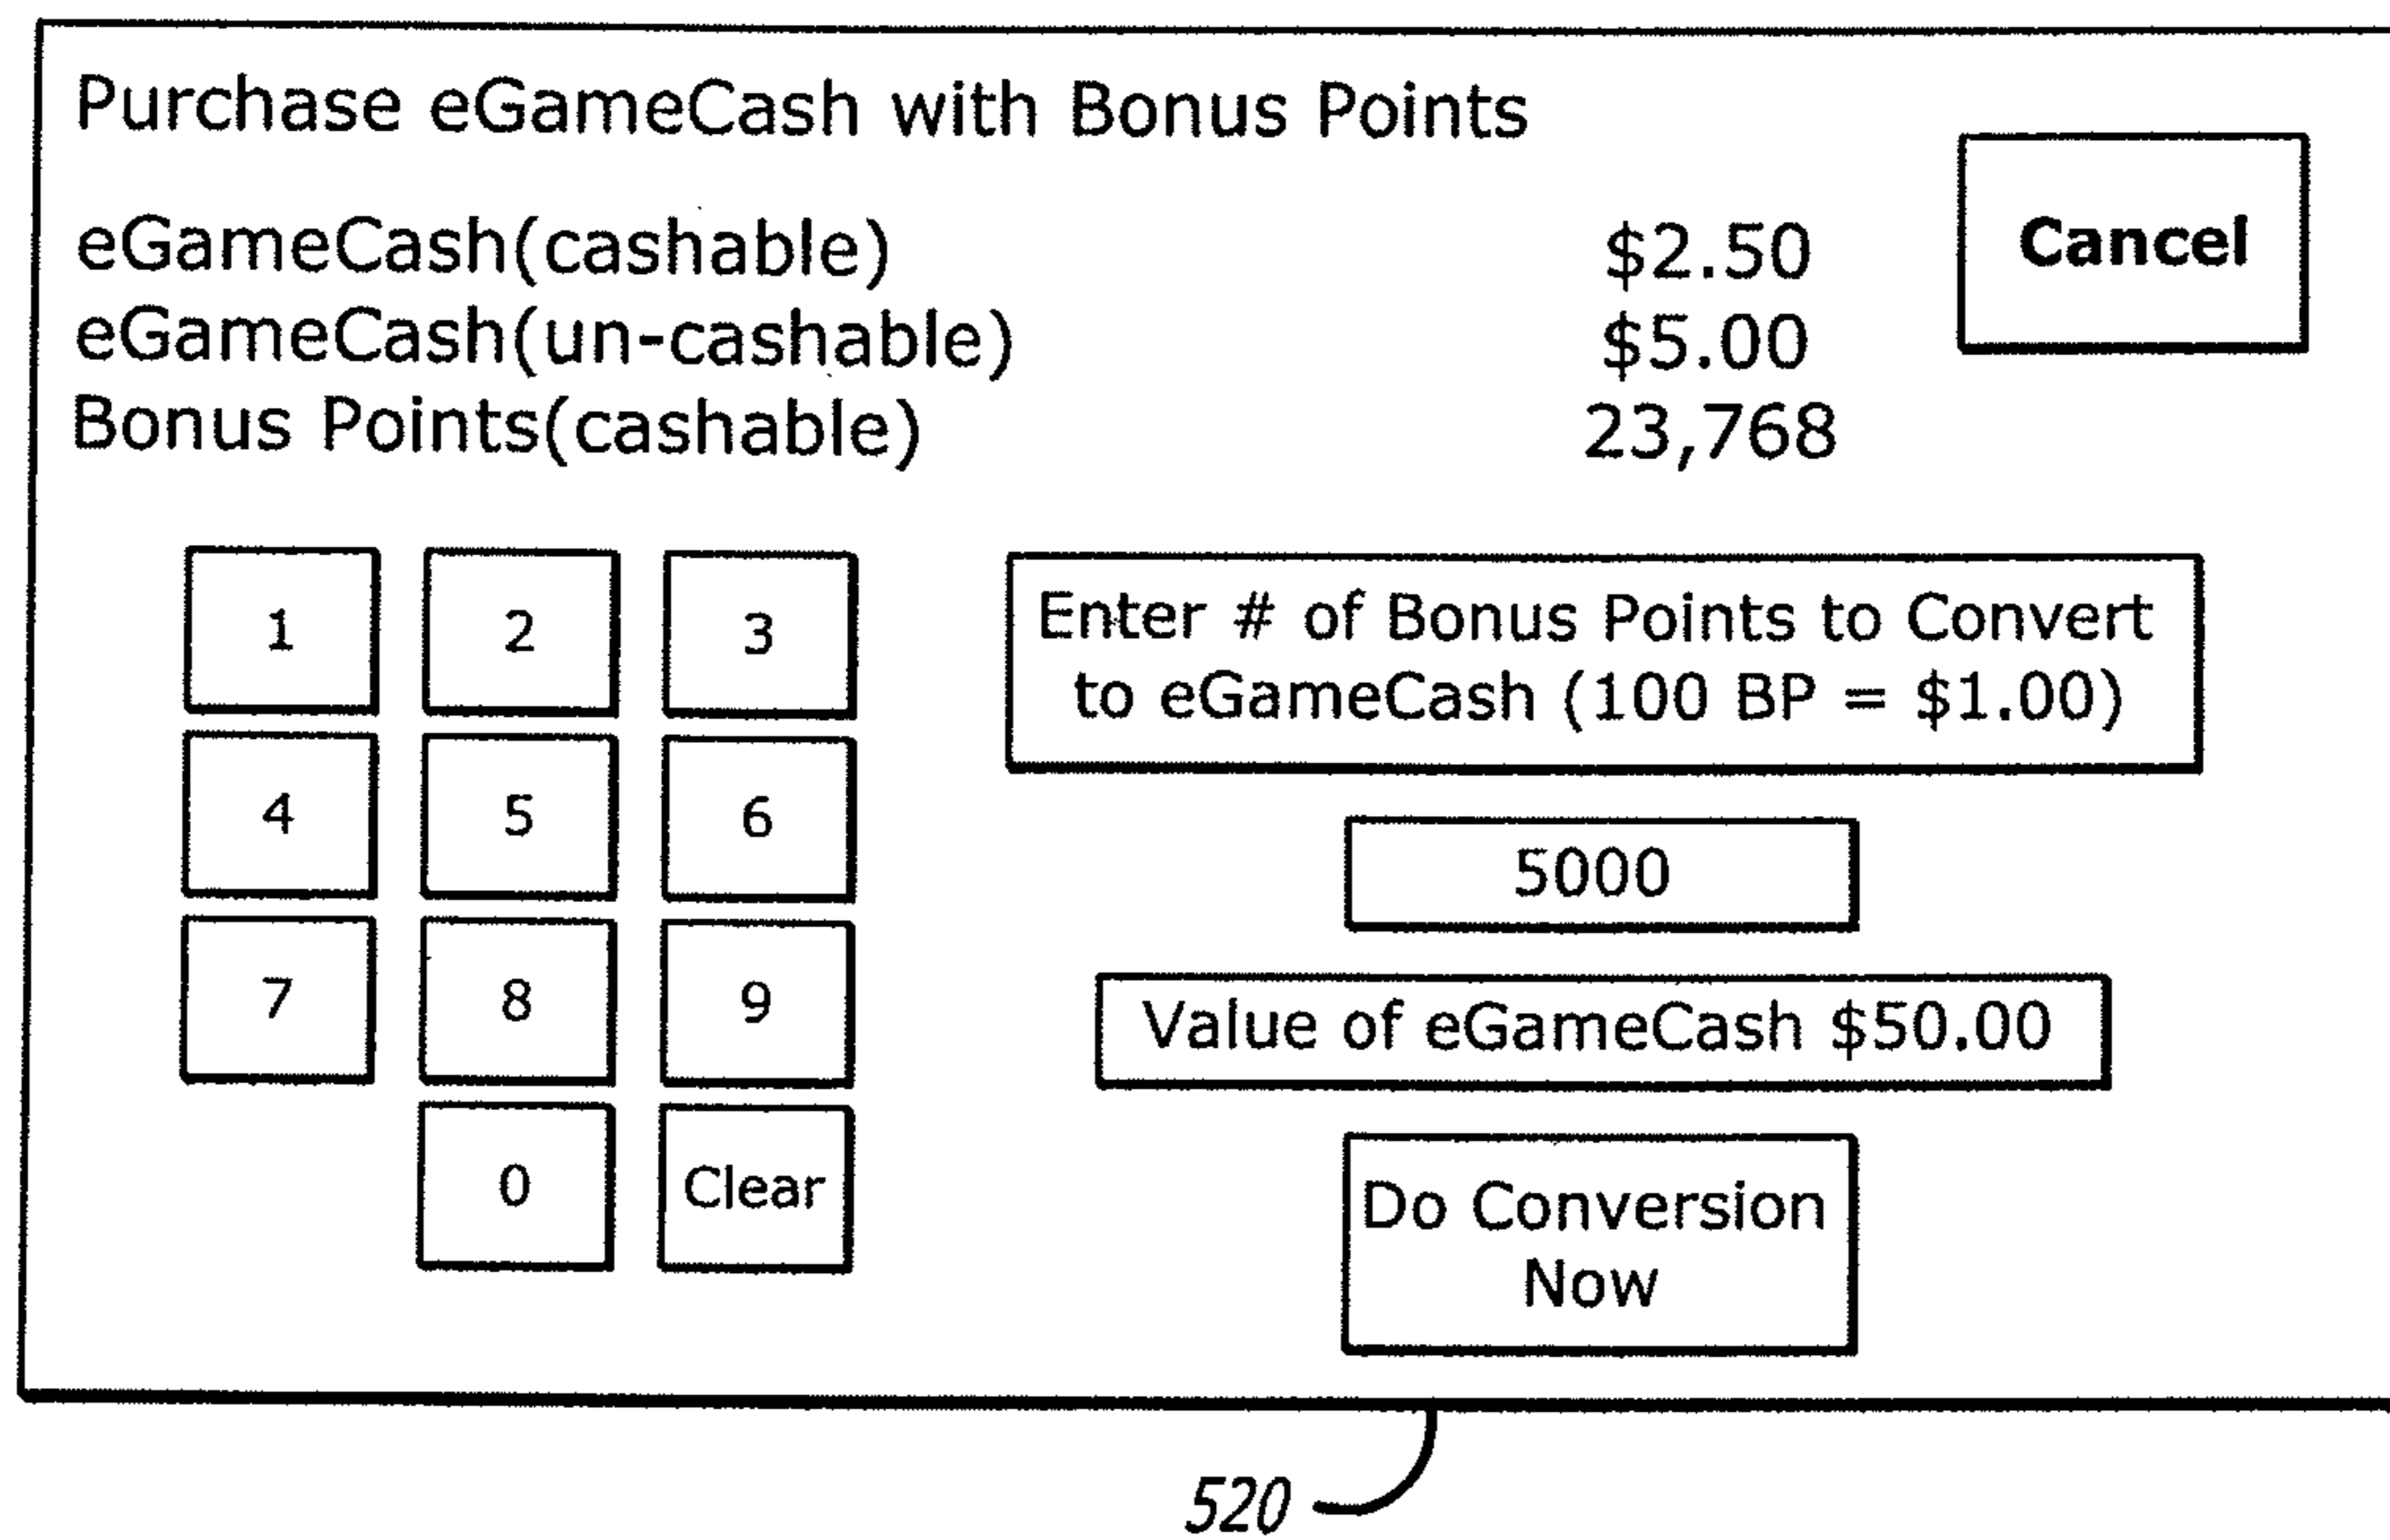 Purchase eGameCash with Bonus Points
Cancel
eGameCash(cashable) $2.50
eGameCash(un-cashable) $5.00
Bonus Points(cashable) 23,768
1 2 3
4 5 6
7 8 9
0 Clear
Enter # of Bonus Points to Convert
to eGameCash (100 BP = $1.00)
5000
Value of eGameCash $50.00
Do Conversion
Now
520